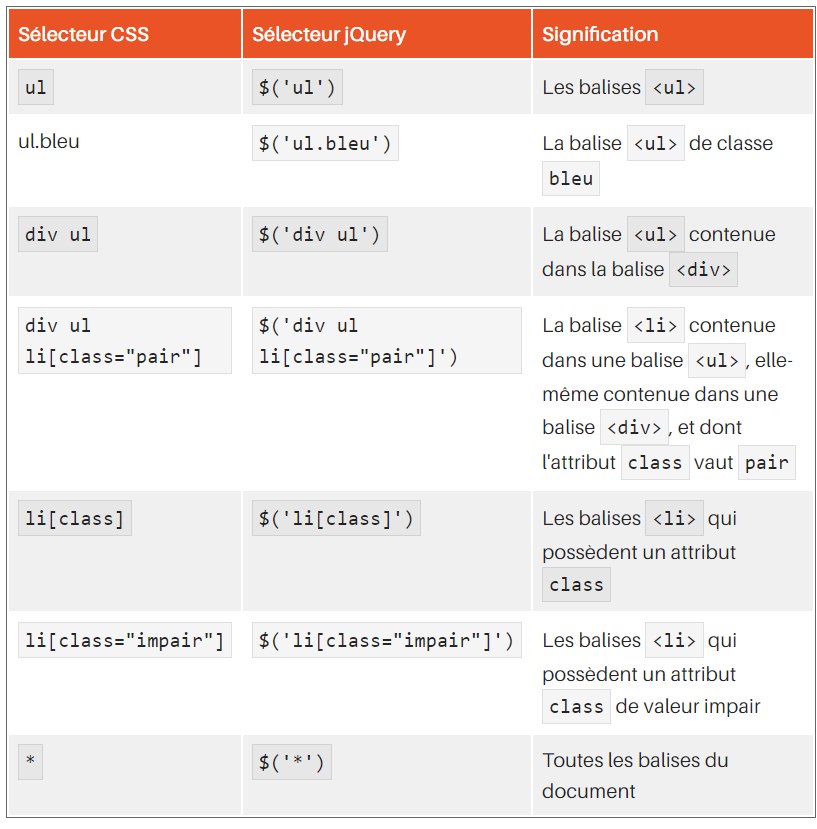 Sélecteur CSS Sélecteur jQuery Signification
ul $('ul') Les balises <ul>
ul.bleu $('ul.bleu') La balise <ul> de classe
bleu
div ul $('div ul') La balise <ul> contenue
dans la balise <div>
div ul $('div ul La balise <li> contenue
li[class="pair"] li[class="pair"]') dans une balise <ul>, elle-
même contenue dans une
balise <div>, et dont
l'attribut class vaut pair
li[class] $('li[class]') Les balises <li> qui
possèdent un attribut
class
li[class="impair"] $('li[class="impair"]') Les balises <li> qui
possèdent un attribut
class de valeur impair
* $('*') Toutes les balises du
document